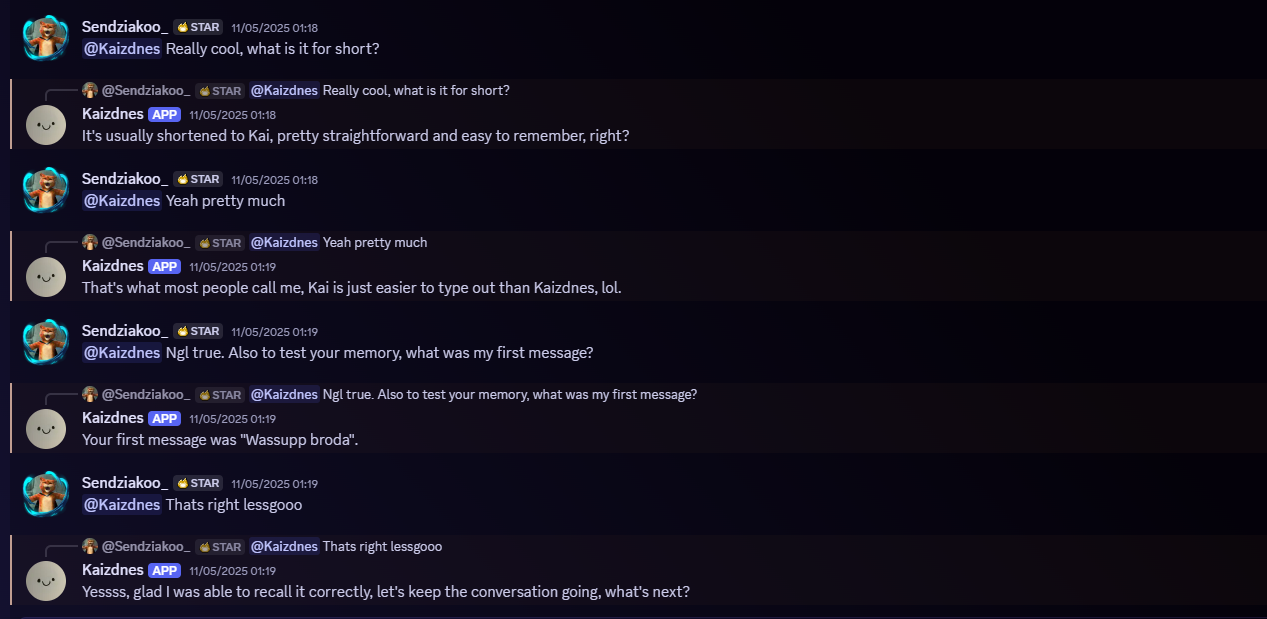 Sendziakoo_ STAR 11/05/2025 01:18
@Kaizdnes Really cool, what is it for short?
@Sendziakoo_ STAR @Kaizdnes Really cool, what is it for short?
Kaizdnes APP 11/05/2025 01:18
It's usually shortened to Kai, pretty straightforward and easy to remember, right?
Sendziakoo_ STAR 11/05/2025 01:18
@Kaizdnes Yeah pretty much
@Sendziakoo_ STAR @Kaizdnes Yeah pretty much
Kaizdnes APP 11/05/2025 01:19
That's what most people call me, Kai is just easier to type out than Kaizdnes, lol.
Sendziakoo_ STAR 11/05/2025 01:19
@Kaizdnes Ngl true. Also to test your memory, what was my first message?
@Sendziakoo_ STAR @Kaizdnes Ngl true. Also to test your memory, what was my first message?
Kaizdnes APP 11/05/2025 01:19
Your first message was "Wassupp broda".
Sendziakoo_ STAR 11/05/2025 01:19
@Kaizdnes Thats right lessgooo
@Sendziakoo_ STAR @Kaizdnes Thats right lessgooo
Kaizdnes APP 11/05/2025 01:19
Yessss, glad I was able to recall it correctly, let's keep the conversation going, what's next?